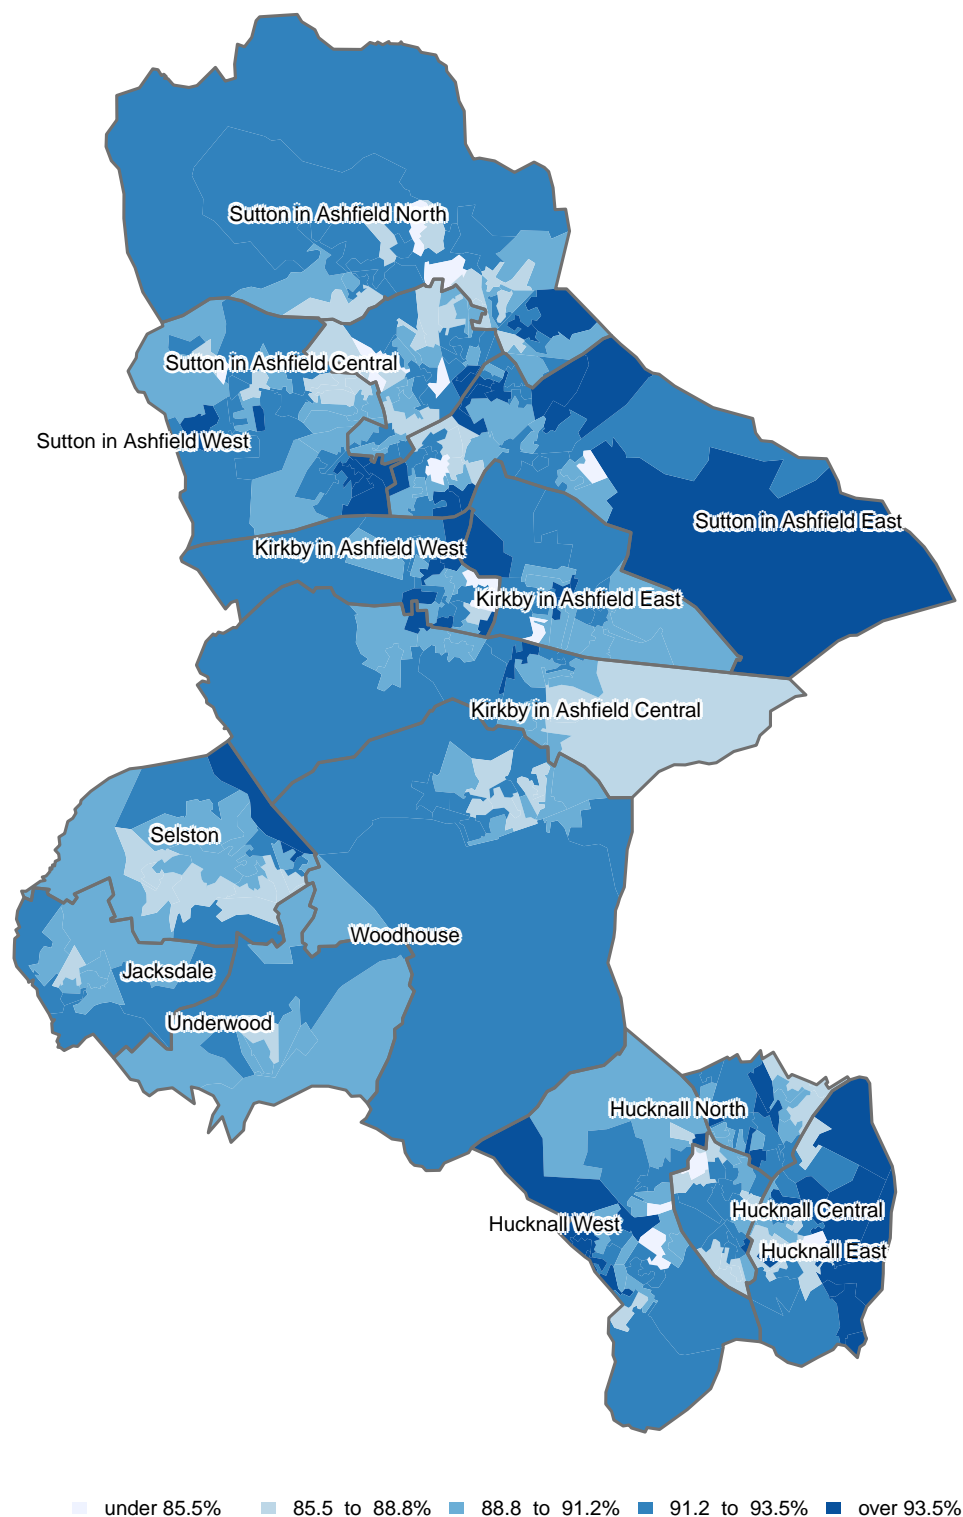 Sutton in Ashfield North
Sutton in Ashfield Central
Sutton in Ashfield West
Sutton in Ashfield East
Kirkby in Ashfield West
Kirkby in Ashfield East
Kirkby in Ashfield Central
Selston
Woodhouse
Jacksdale
Underwood
Hucknall North
Hucknall Central
Hucknall West
Hucknall East
under 85.5% 85.5 to 88.8% 88.8 to 91.2% 91.2 to 93.5% over 93.5%